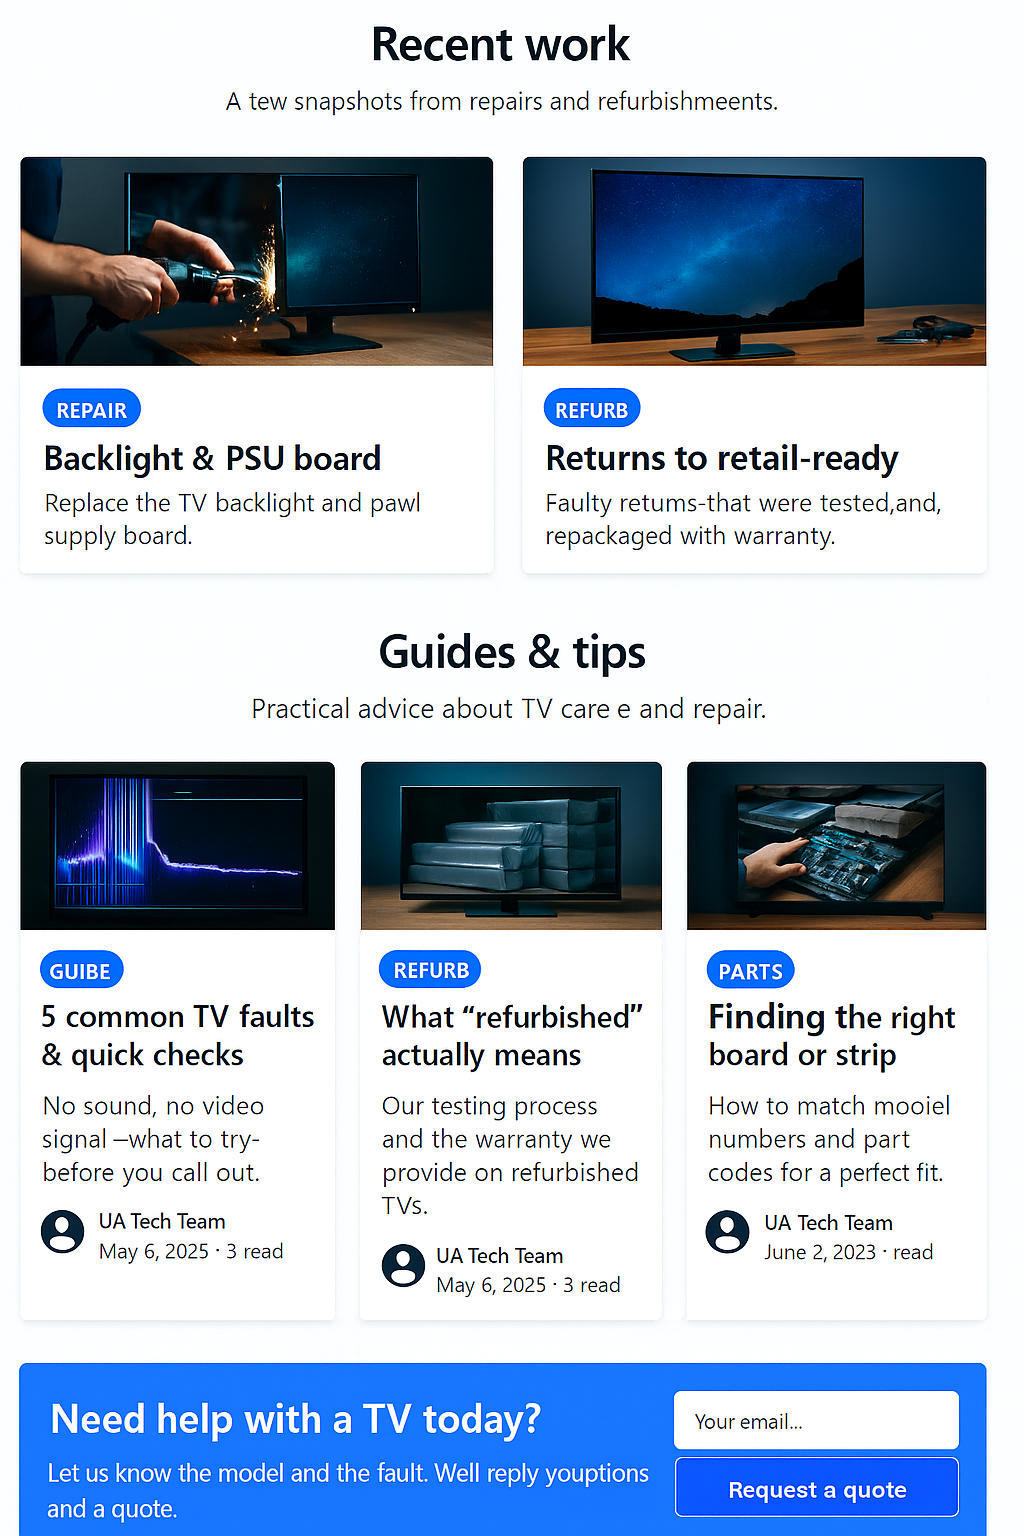 Recent work
A tew snapshots from repairs and refurbishmeents.
REPAIR
Backlight & PSU board
Replace the TV backlight and pawl
supply board.
REFURB
Returns to retail-ready
Faulty retums-that were tested,and,
repackaged with warranty.
Guides & tips
Practical advice about TV care e and repair.
GUIBE
5 common TV faults
& quick checks
No sound, no video
signal –what to try-
before you call out.
UA Tech Team
May 6, 2025 · 3 read
REFURB
What “refurbished”
actually means
Our testing process
and the warranty we
provide on refurbished
TVs.
UA Tech Team
May 6, 2025 · 3 read
PARTS
Finding the right
board or strip
How to match mooiel
numbers and part
codes for a perfect fit.
UA Tech Team
June 2, 2023 · read
Need help with a TV today?
Let us know the model and the fault. Well reply youptions
and a quote.
Your email...
Request a quote